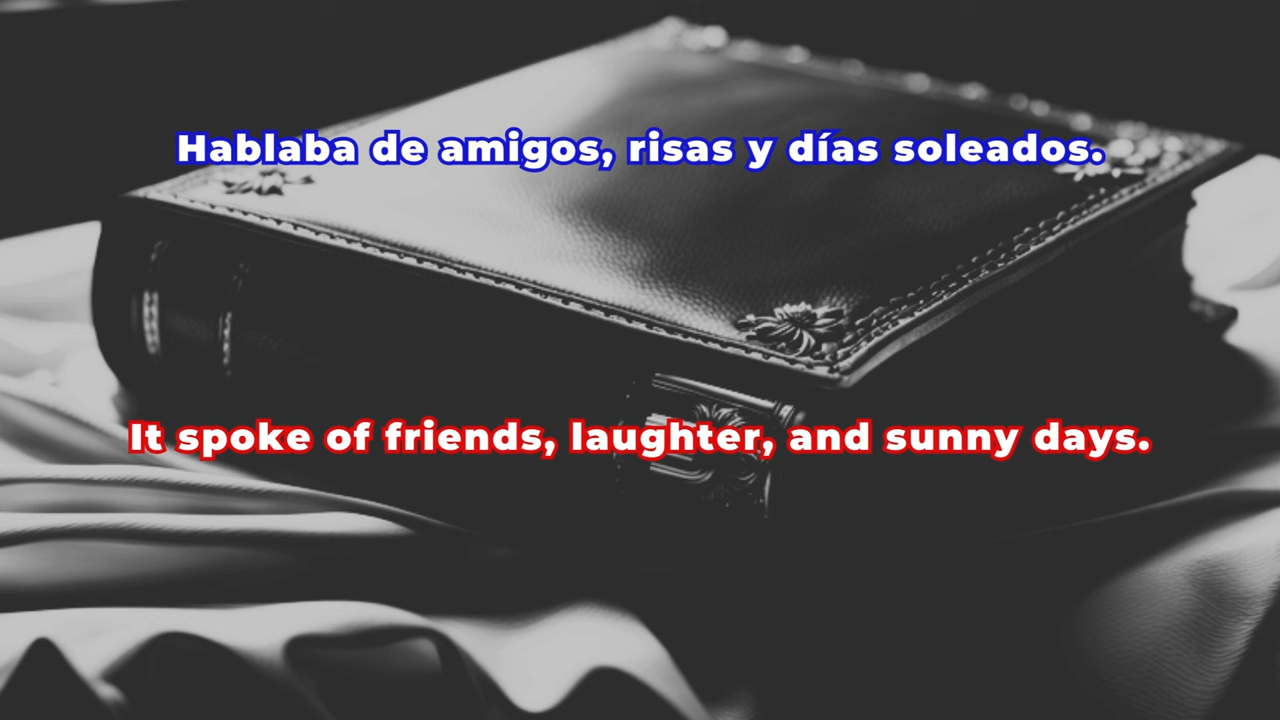 Hablaba de amigos, risas y días soleados.
It spoke of friends, laughter, and sunny days.